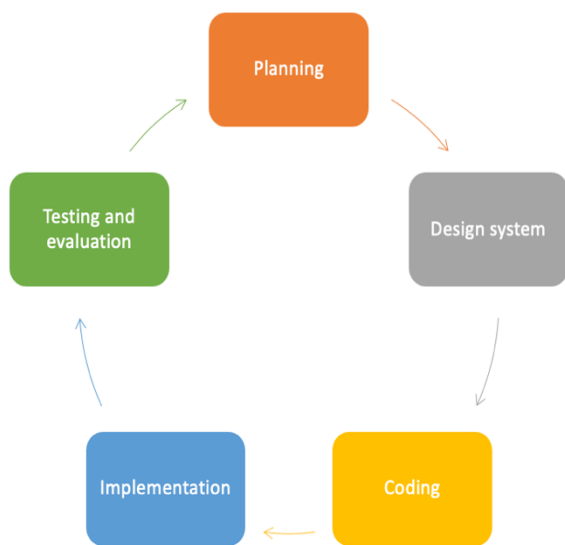 Planning
Design system
Coding
Implementation
Testing and
evaluation